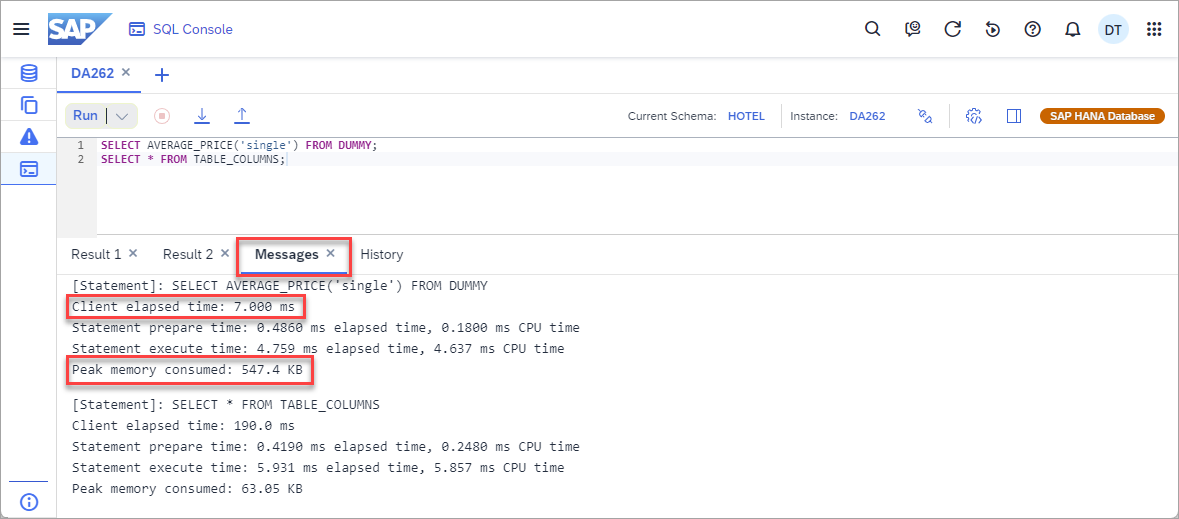 SAP SQL Console DT
DA262
Run Current Schema: HOTEL Instance: DA262 SAP HANA Database
1 SELECT AVERAGE_PRICE('single') FROM DUMMY;
2 SELECT * FROM TABLE_COLUMNS;
Result 1 Result 2 Messages History
[Statement]: SELECT AVERAGE_PRICE('single') FROM DUMMY
Client elapsed time: 7.000 ms
Statement prepare time: 0.4860 ms elapsed time, 0.1800 ms CPU time
Statement execute time: 4.759 ms elapsed time, 4.637 ms CPU time
Peak memory consumed: 547.4 KB
[Statement]: SELECT * FROM TABLE_COLUMNS
Client elapsed time: 190.0 ms
Statement prepare time: 0.4190 ms elapsed time, 0.2480 ms CPU time
Statement execute time: 5.931 ms elapsed time, 5.857 ms CPU time
Peak memory consumed: 63.05 KB